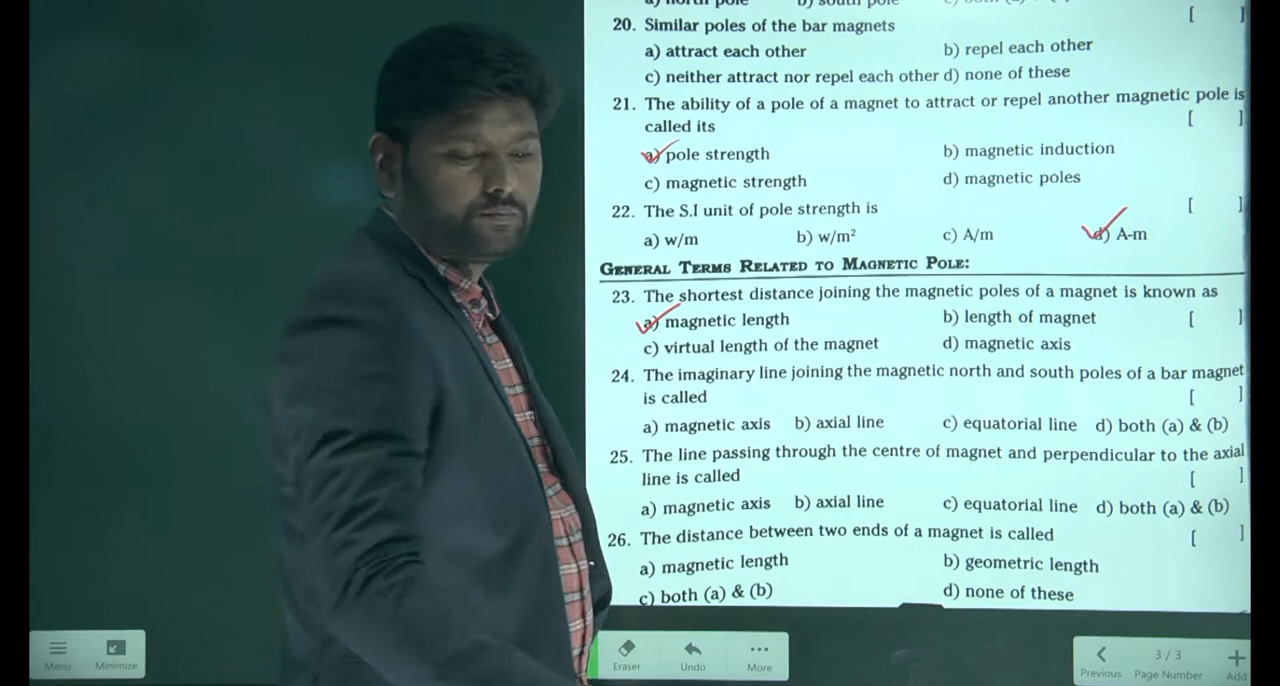 a) north pole b) south pole
20. Similar poles of the bar magnets [ ]
a) attract each other b) repel each other
c) neither attract nor repel each other d) none of these
21. The ability of a pole of a magnet to attract or repel another magnetic pole is
called its [ ]
a) pole strength b) magnetic induction
c) magnetic strength d) magnetic poles
22. The S.I unit of pole strength is [ ]
a) w/m b) w/m² c) A/m d) A-m
GENERAL TERMS RELATED TO MAGNETIC POLE:
23. The shortest distance joining the magnetic poles of a magnet is known as
a) magnetic length b) length of magnet [ ]
c) virtual length of the magnet d) magnetic axis
24. The imaginary line joining the magnetic north and south poles of a bar magnet
is called [ ]
a) magnetic axis b) axial line c) equatorial line d) both (a) & (b)
25. The line passing through the centre of magnet and perpendicular to the axial
line is called [ ]
a) magnetic axis b) axial line c) equatorial line d) both (a) & (b)
26. The distance between two ends of a magnet is called [ ]
a) magnetic length b) geometric length
c) both (a) & (b) d) none of these
Menu Minimize Eraser Undo More Previous 3 / 3 Page Number Add